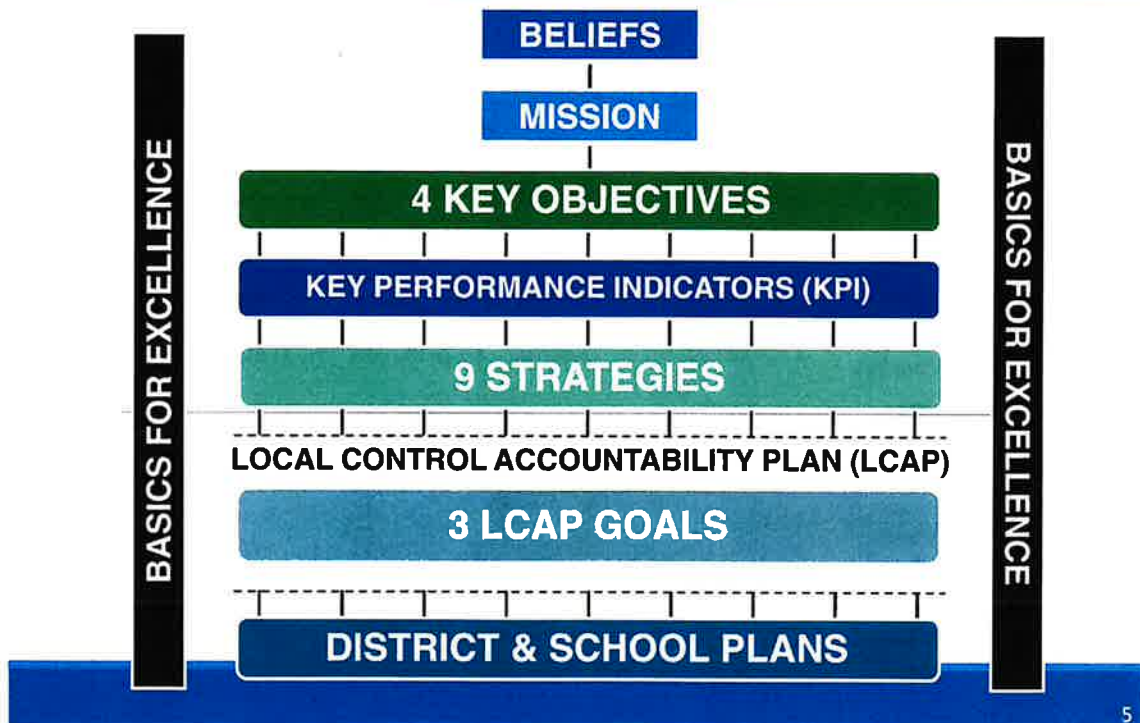 BELIEFS
MISSION
4 KEY OBJECTIVES
KEY PERFORMANCE INDICATORS (KPI)
9 STRATEGIES
LOCAL CONTROL ACCOUNTABILITY PLAN (LCAP)
3 LCAP GOALS
DISTRICT & SCHOOL PLANS
BASICS FOR EXCELLENCE
BASICS FOR EXCELLENCE
5